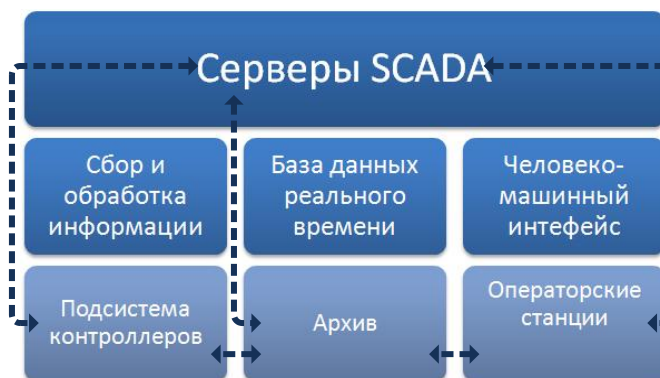 Серверы SCADA
Сбор и
обработка
информации
База данных
реального
времени
Человеко-
машинный
интефейс
Подсистема
контроллеров
Архив
Операторские
станции